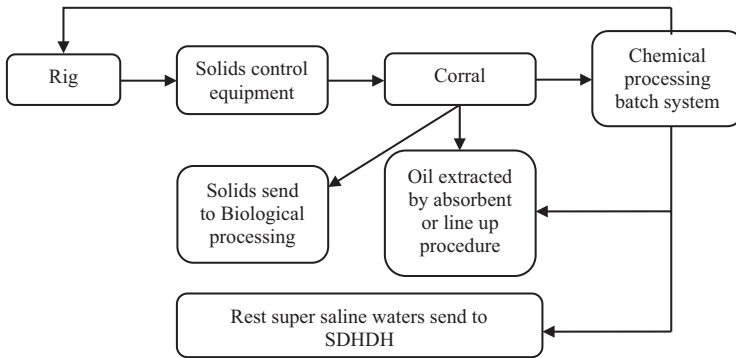 Rig
Solids control
equipment
Corral
Chemical
processing
batch system
Solids send
to Biological
processing
Oil extracted
by absorbent
or line up
procedure
Rest super saline waters send to
SDHDH